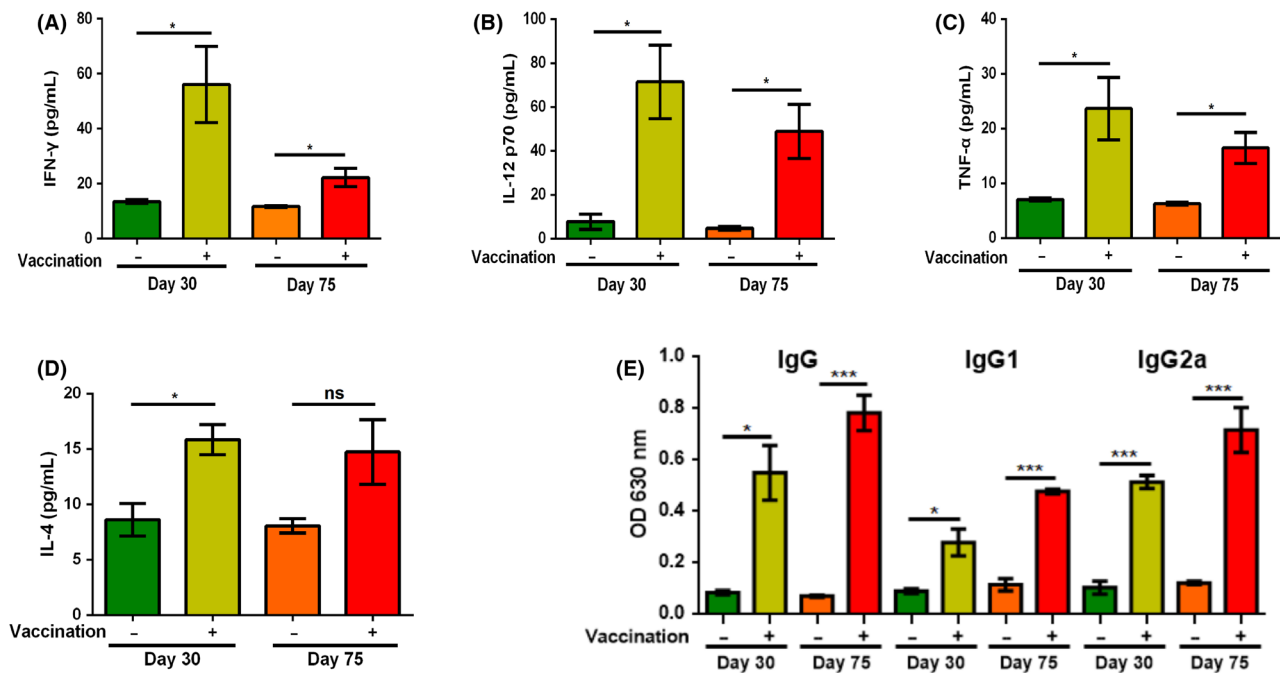 (A)
80
60
40
20
0
IFN-γ (pg/mL)
*
*
Vaccination
– + – +
Day 30 Day 75
(B)
100
80
60
40
20
0
IL-12 p70 (pg/mL)
*
*
– + – +
Day 30 Day 75
(C)
40
30
20
10
0
TNF-α (pg/mL)
*
*
Vaccination
– + – +
Day 30 Day 75
(D)
20
15
10
5
0
IL-4 (pg/mL)
* ns
Vaccination
– + – +
Day 30 Day 75
(E)
IgG IgG1 IgG2a
1.0
0.8
0.6
0.4
0.2
0.0
OD 630 nm
* *** * *** *** ***
Vaccination
– + – + – + – + – + – +
Day 30 Day 75 Day 30 Day 75 Day 30 Day 75